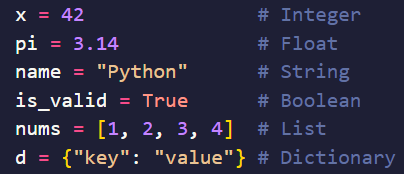 x = 42              # Integer
pi = 3.14           # Float
name = "Python"     # String
is_valid = True     # Boolean
nums = [1, 2, 3, 4] # List
d = {"key": "value"} # Dictionary